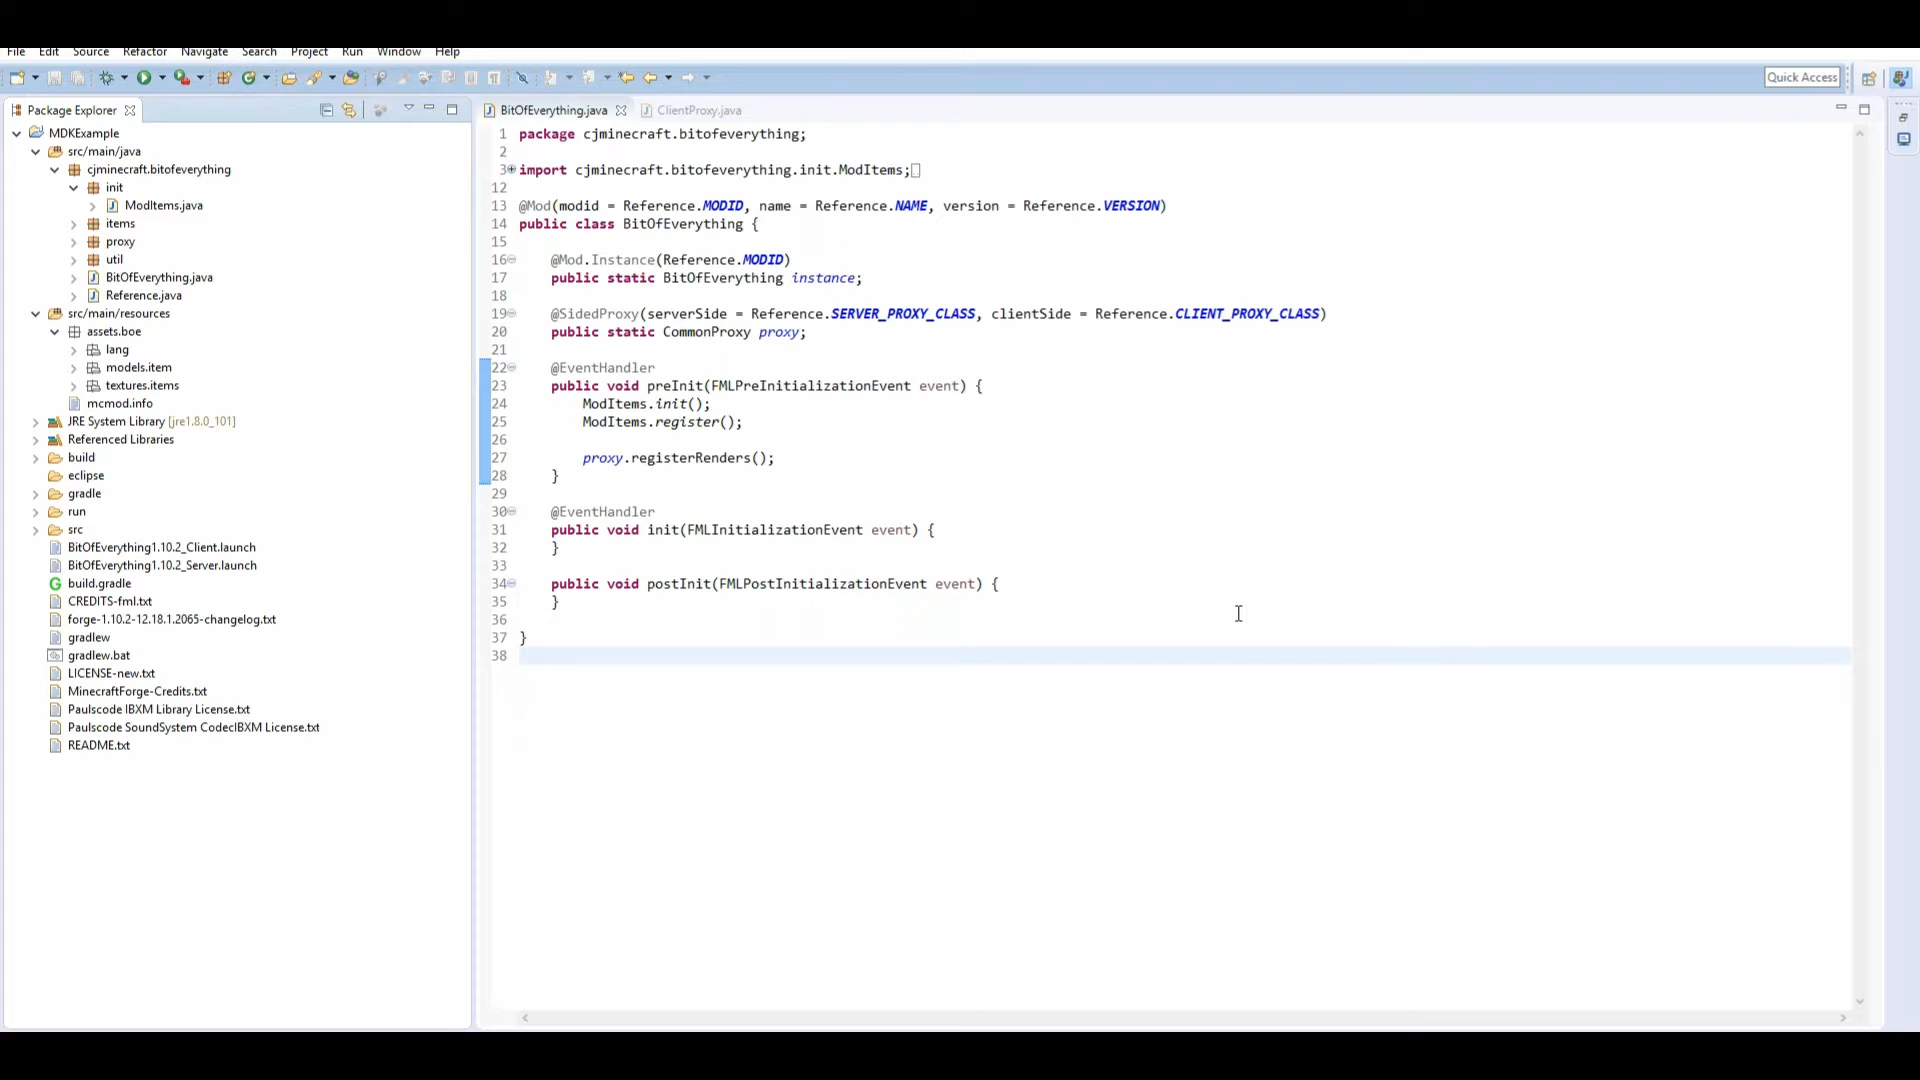 File Edit Source Refactor Navigate Search Project Run Window Help
Quick Access
Package Explorer
MDKExample
src/main/java
cjminecraft.bitofeverything
init
ModItems.java
items
proxy
util
BitOfEverything.java
Reference.java
src/main/resources
assets.boe
lang
models.item
textures.items
mcmod.info
JRE System Library [jre1.8.0_101]
Referenced Libraries
build
eclipse
gradle
run
src
BitOfEverything1.10.2_Client.launch
BitOfEverything1.10.2_Server.launch
build.gradle
CREDITS-fml.txt
forge-1.10.2-12.18.1.2065-changelog.txt
gradlew
gradlew.bat
LICENSE-new.txt
MinecraftForge-Credits.txt
Paulscode IBXM Library License.txt
Paulscode SoundSystem CodecIBXM License.txt
README.txt
BitOfEverything.java ClientProxy.java
1 package cjminecraft.bitofeverything;
2
3 import cjminecraft.bitofeverything.init.ModItems;
12
13 @Mod(modid = Reference.MODID, name = Reference.NAME, version = Reference.VERSION)
14 public class BitOfEverything {
15
16 @Mod.Instance(Reference.MODID)
17 public static BitOfEverything instance;
18
19 @SidedProxy(serverSide = Reference.SERVER_PROXY_CLASS, clientSide = Reference.CLIENT_PROXY_CLASS)
20 public static CommonProxy proxy;
21
22 @EventHandler
23 public void preInit(FMLPreInitializationEvent event) {
24 ModItems.init();
25 ModItems.register();
26
27 proxy.registerRenders();
28 }
29
30 @EventHandler
31 public void init(FMLInitializationEvent event) {
32 }
33
34 public void postInit(FMLPostInitializationEvent event) {
35 }
36
37 }
38